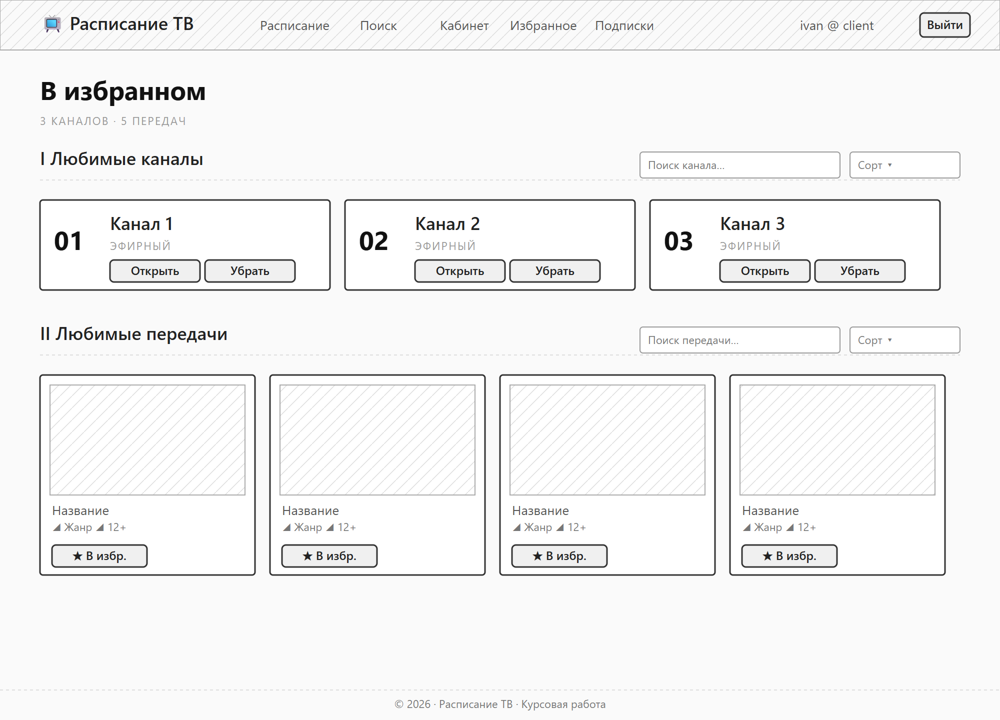 Расписание ТВ Расписание Поиск Кабинет Избранное Подписки ivan @ client Выйти
В избранном
3 КАНАЛОВ · 5 ПЕРЕДАЧ
I Любимые каналы Поиск канала... Сорт ▾
01 Канал 1
ЭФИРНЫЙ
Открыть Убрать
02 Канал 2
ЭФИРНЫЙ
Открыть Убрать
03 Канал 3
ЭФИРНЫЙ
Открыть Убрать
II Любимые передачи Поиск передачи... Сорт ▾
Название
◢ Жанр ◢ 12+
★ В избр.
Название
◢ Жанр ◢ 12+
★ В избр.
Название
◢ Жанр ◢ 12+
★ В избр.
Название
◢ Жанр ◢ 12+
★ В избр.
© 2026 · Расписание ТВ · Курсовая работа